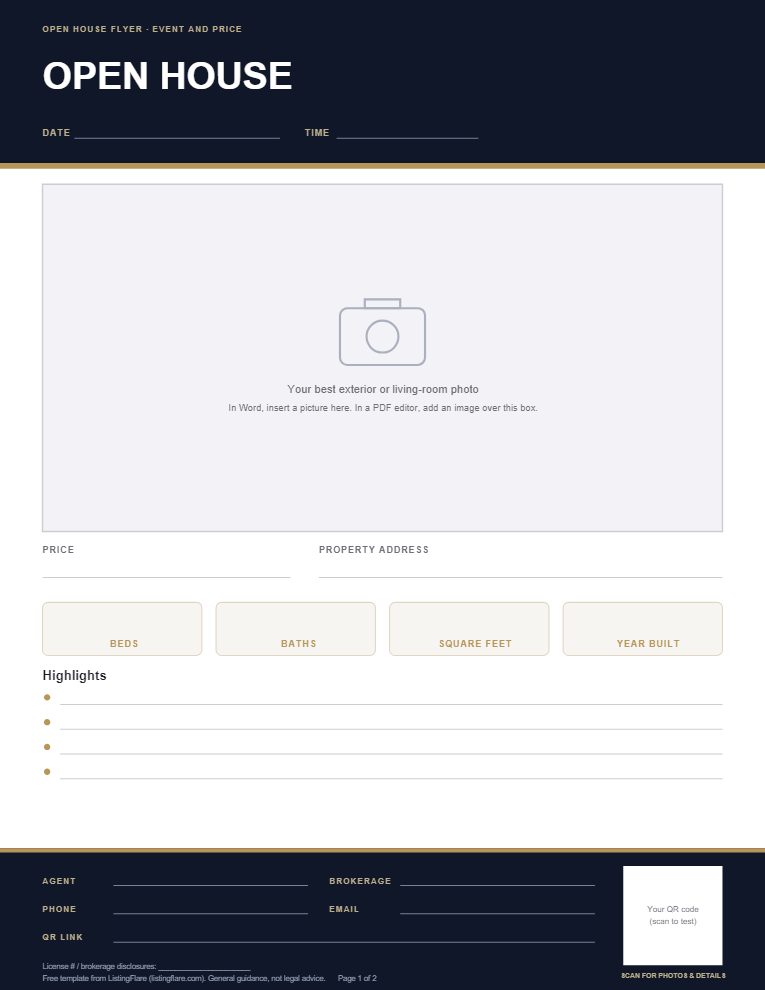 OPEN HOUSE FLYER · EVENT AND PRICE
OPEN HOUSE
DATE TIME
Your best exterior or living-room photo
In Word, insert a picture here. In a PDF editor, add an image over this box.
PRICE PROPERTY ADDRESS
BEDS BATHS SQUARE FEET YEAR BUILT
Highlights
AGENT BROKERAGE
PHONE EMAIL
QR LINK
Your QR code
(scan to test)
License # / brokerage disclosures: ____________________
Free template from ListingFlare (listingflare.com). General guidance, not legal advice. Page 1 of 2
SCAN FOR PHOTOS & DETAILS